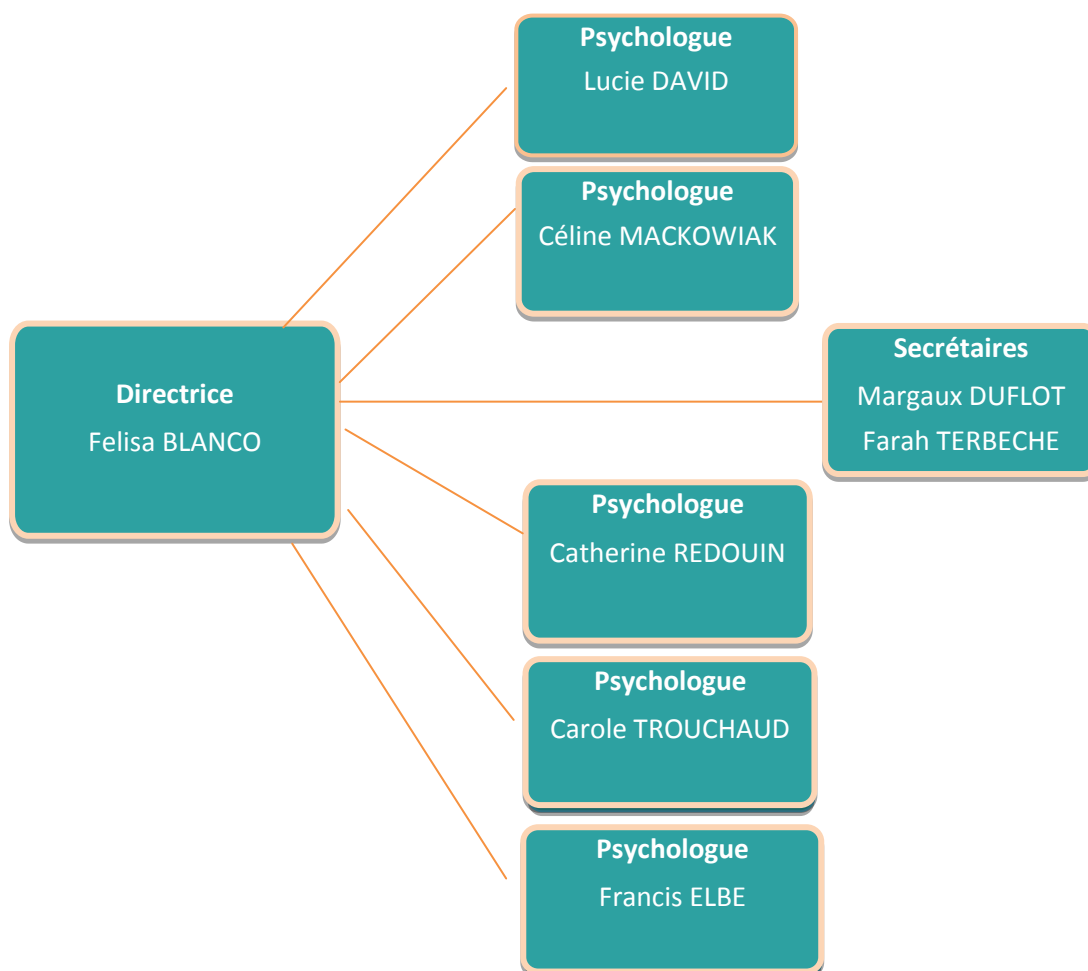 Psychologue
Lucie DAVID
Psychologue
Céline MACKOWIAK
Directrice
Felisa BLANCO
Secrétaires
Margaux DUFLOT
Farah TERBECHE
Psychologue
Catherine REDOUIN
Psychologue
Carole TROUCHAUD
Psychologue
Francis ELBE